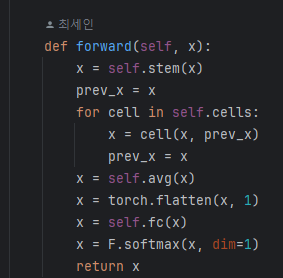 최세인
def forward(self, x):
    x = self.stem(x)
    prev_x = x
    for cell in self.cells:
        x = cell(x, prev_x)
        prev_x = x
    x = self.avg(x)
    x = torch.flatten(x, 1)
    x = self.fc(x)
    x = F.softmax(x, dim=1)
    return x